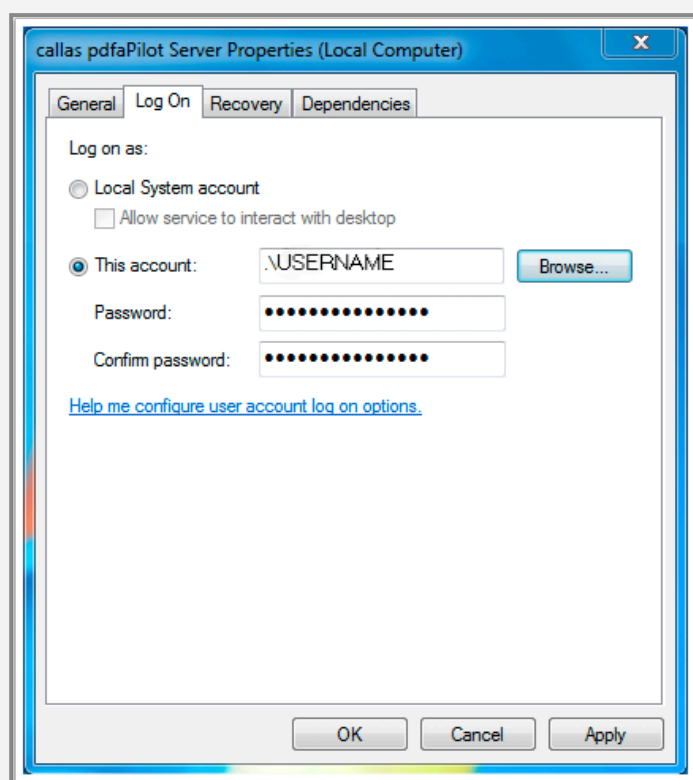 callas pdfaPilot Server Properties (Local Computer)
General Log On Recovery Dependencies
Log on as:
Local System account
Allow service to interact with desktop
This account: .\USERNAME Browse...
Password: •••••••••••••••
Confirm password: •••••••••••••••
Help me configure user account log on options.
OK Cancel Apply